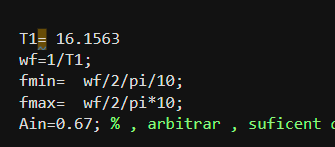 T1= 16.1563
wf=1/T1;
fmin=  wf/2/pi/10;
fmax=  wf/2/pi*10;
Ain=0.67; % , arbitrar , suficent